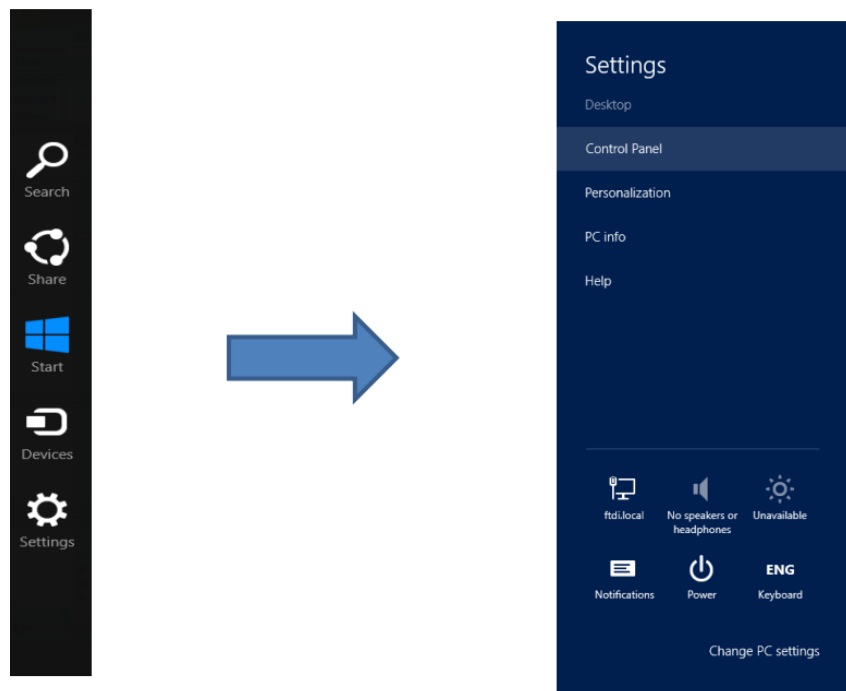 Search
Share
Start
Devices
Settings
Settings
Desktop
Control Panel
Personalization
PC info
Help
ftdi.local
No speakers or
headphones
Unavailable
Notifications
Power
ENG
Keyboard
Change PC settings